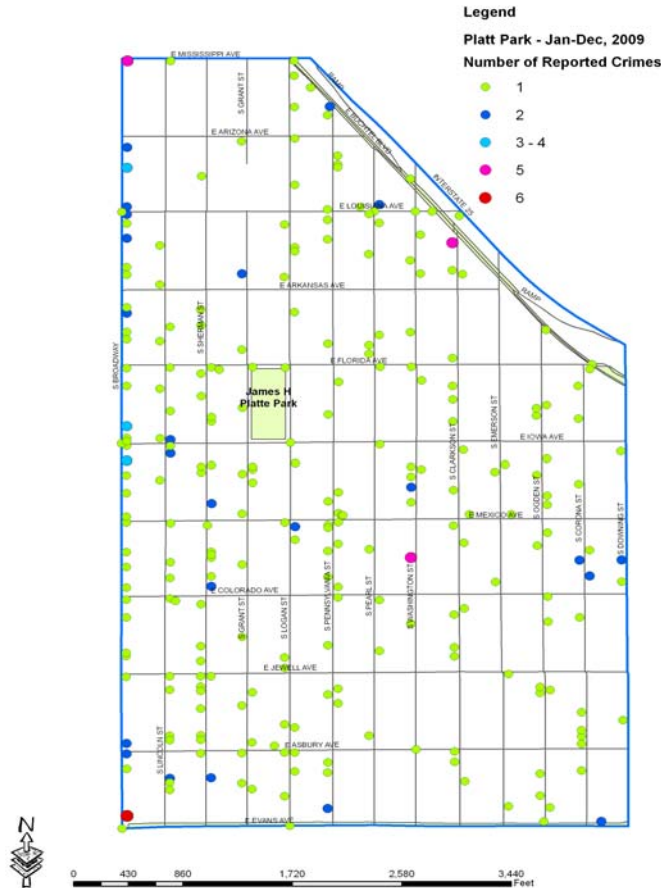 Legend
Platt Park - Jan-Dec, 2009
Number of Reported Crimes
1
2
3 - 4
5
6
E MISSISSIPPI AVE
S GRANT ST
RAMP
E ARIZONA AVE
INTERSTATE 25
E LOUISIANA AVE
E ARKANSAS AVE
RAMP
S SHERMAN ST
S BROADWAY
E FLORIDA AVE
James H
Platte Park
S CLARKSON ST
S EMERSON ST
E IOWA AVE
S OGDEN ST
S CORONA ST
S DOWNING ST
E MEXICO AVE
S GRANT ST
S LOGAN ST
S PENNSYLVANIA ST
S PEARL ST
S WASHINGTON ST
E COLORADO AVE
E JEWELL AVE
S LINCOLN ST
E ASBURY AVE
E EVANS AVE
N
0 430 860 1,720 2,580 3,440
Feet